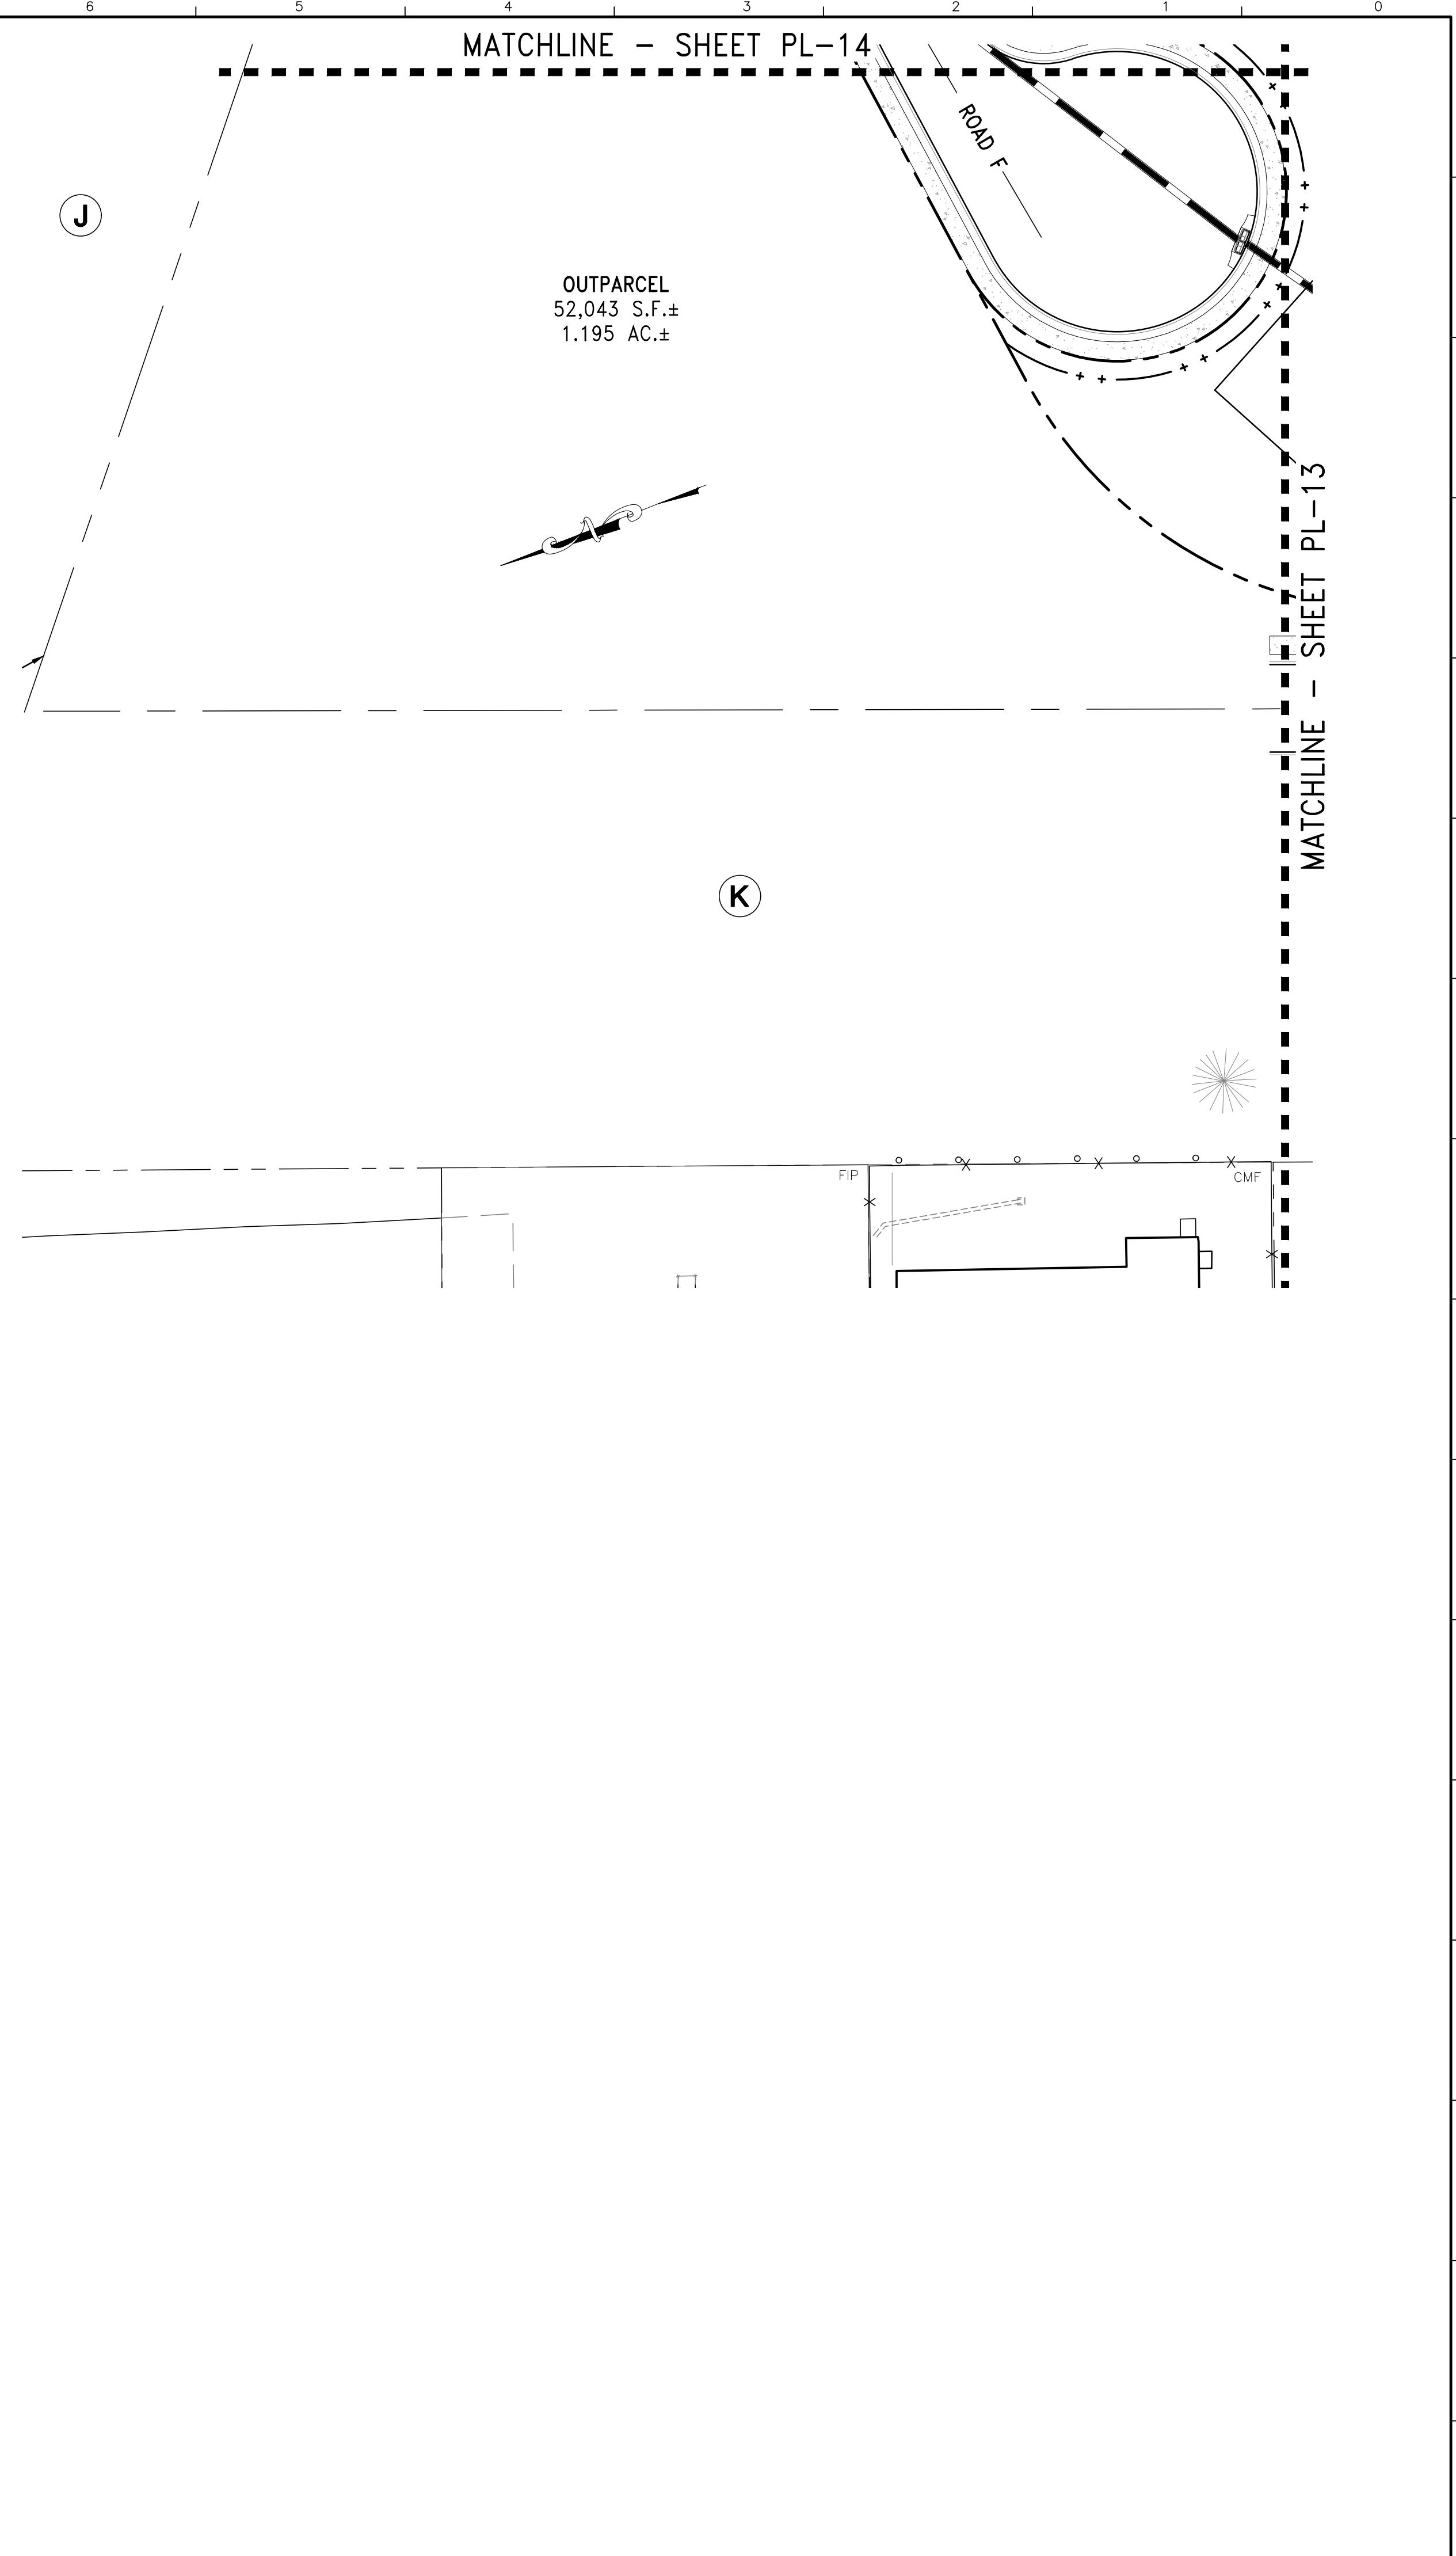 6 5 4 3 2 1 0
MATCHLINE - SHEET PL-14
ROAD F
J
OUTPARCEL
52,043 S.F.±
1.195 AC.±
N
MATCHLINE - SHEET PL-13
K
FIP
CMF